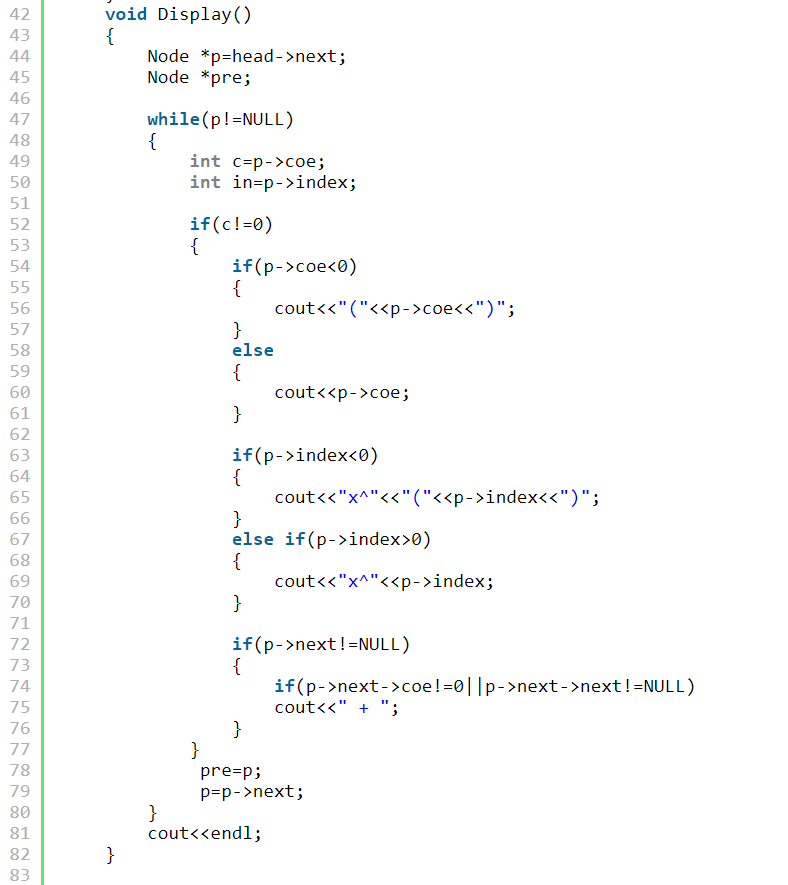 42 void Display()
43 {
44 Node *p=head->next;
45 Node *pre;
46
47 while(p!=NULL)
48 {
49 int c=p->coe;
50 int in=p->index;
51
52 if(c!=0)
53 {
54 if(p->coe<0)
55 {
56 cout<<"("<<p->coe<<")";
57 }
58 else
59 {
60 cout<<p->coe;
61 }
62
63 if(p->index<0)
64 {
65 cout<<"x^"<<"("<<p->index<<")";
66 }
67 else if(p->index>0)
68 {
69 cout<<"x^"<<p->index;
70 }
71
72 if(p->next!=NULL)
73 {
74 if(p->next->coe!=0||p->next->next!=NULL)
75 cout<<" + ";
76 }
77 }
78 pre=p;
79 p=p->next;
80 }
81 cout<<endl;
82 }
83